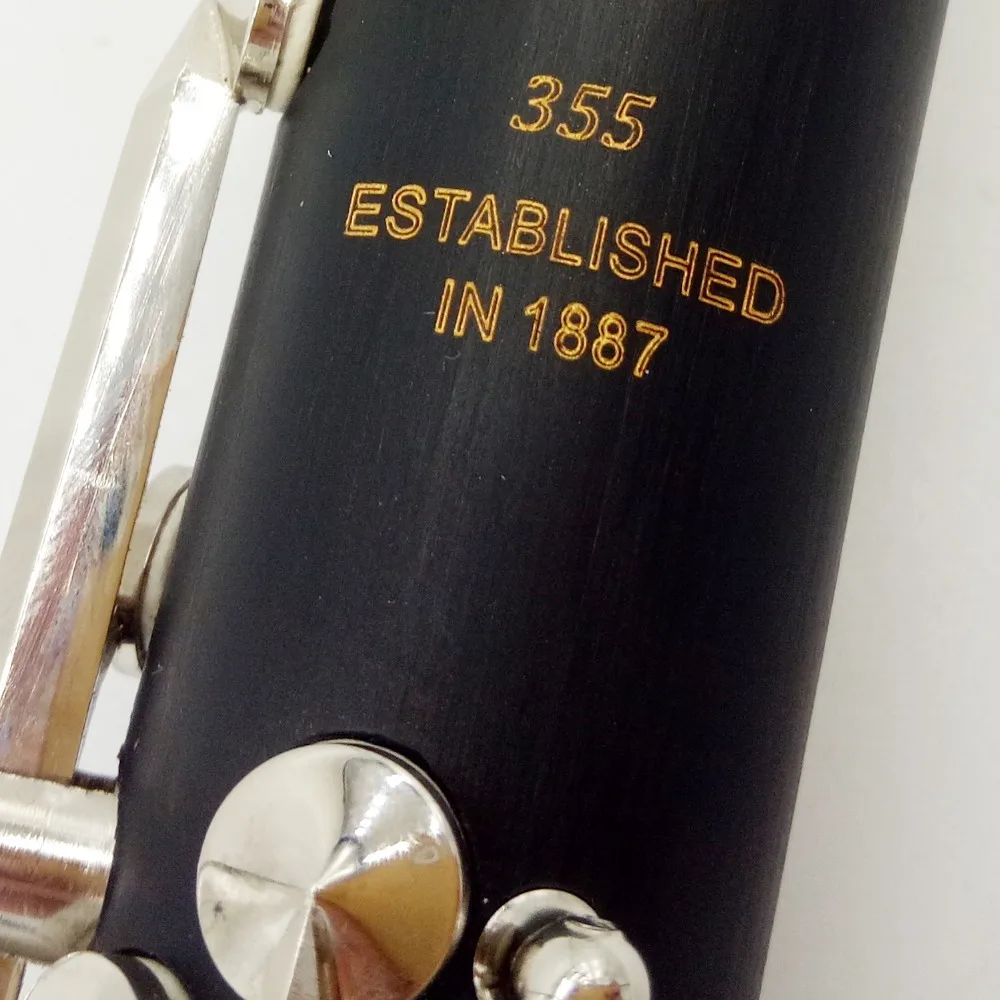 355
ESTABLISHED
IN 1887